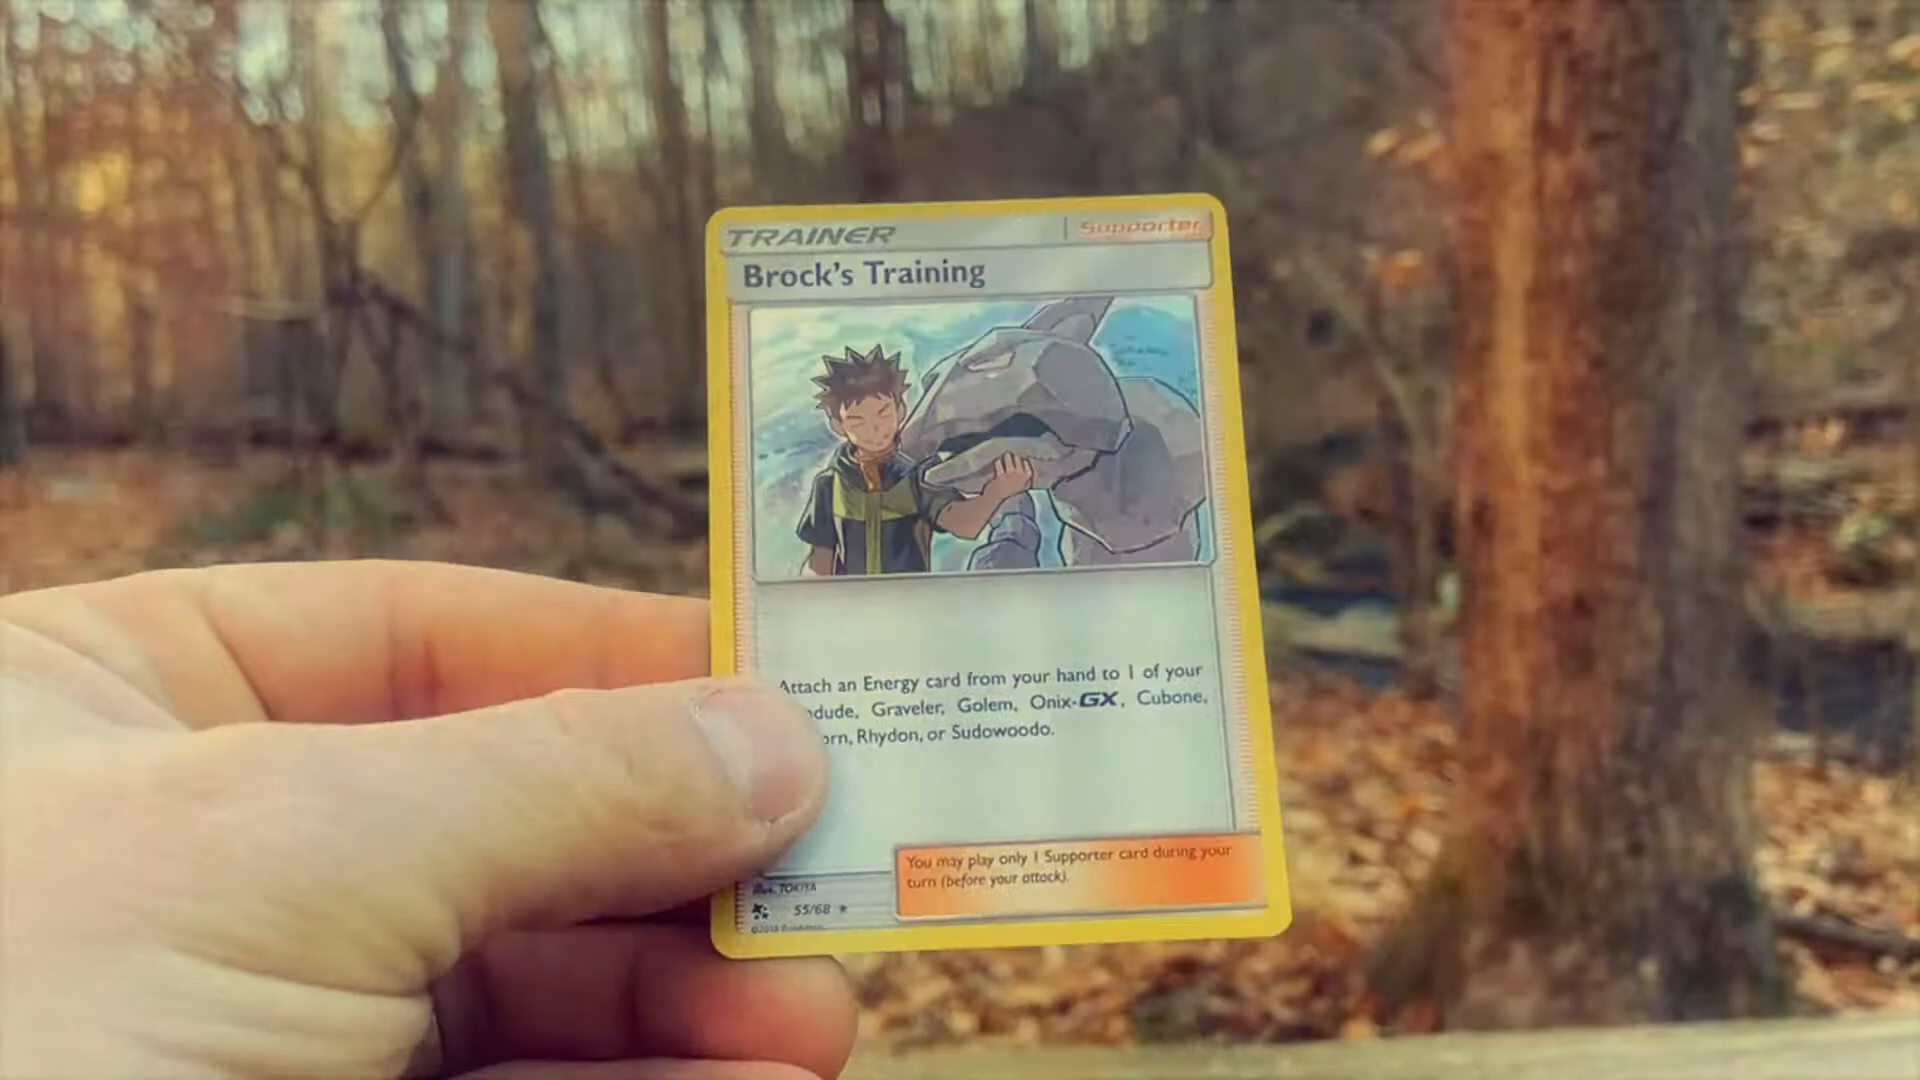 TRAINER Supporter
Brock's Training
Attach an Energy card from your hand to 1 of your
dude, Graveler, Golem, Onix-GX, Cubone,
orn, Rhydon, or Sudowoodo.
You may play only 1 Supporter card during your
turn (before your attack).
Illus. TOKIYA
55/68